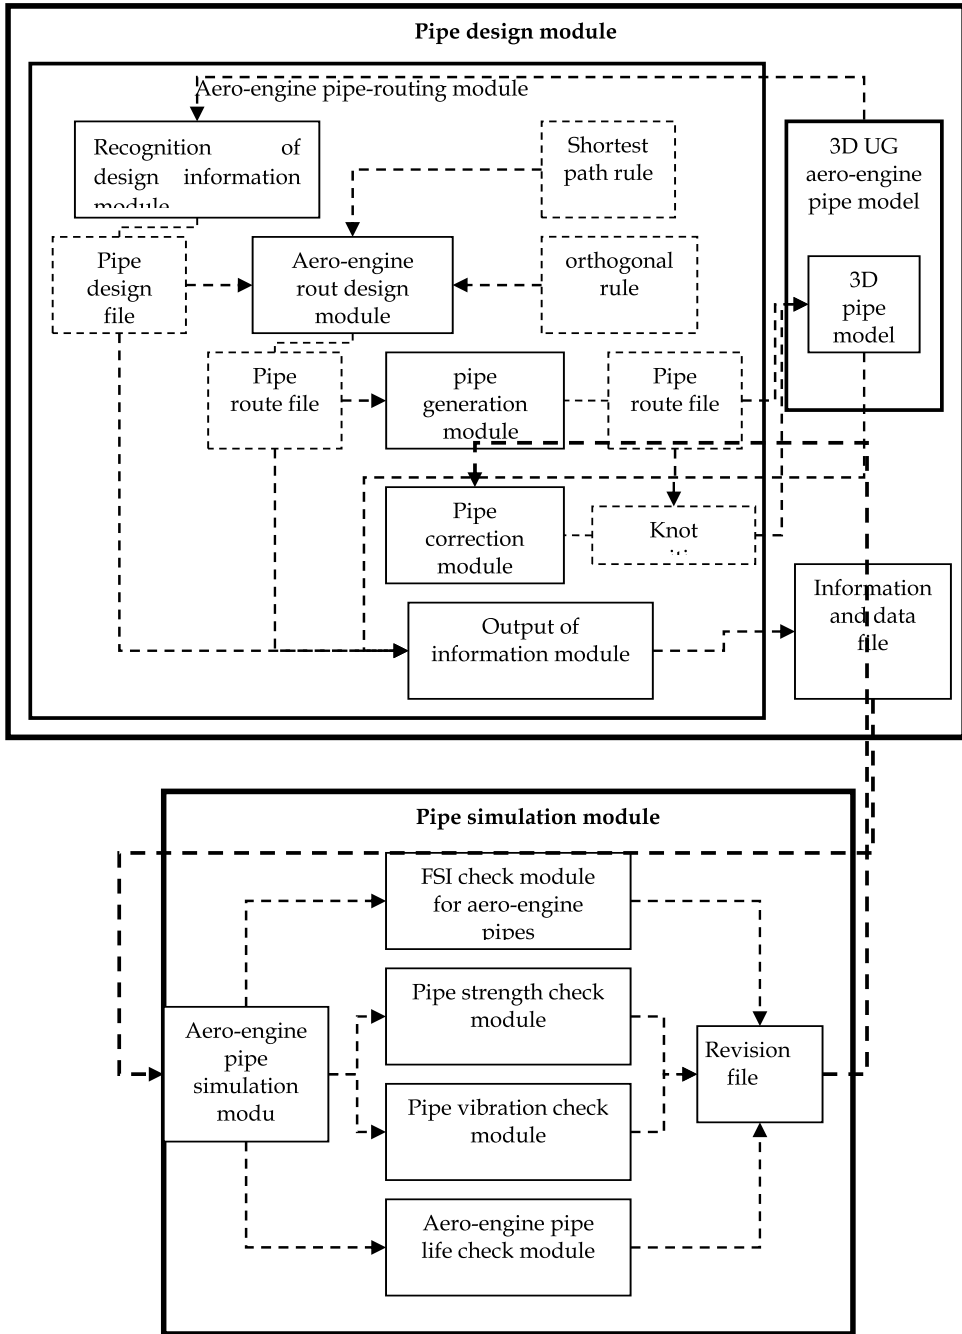 Pipe design module
Aero-engine pipe-routing module
Recognition of
design information
module
Shortest
path rule
3D UG
aero-engine
pipe model
Pipe
design
file
Aero-engine
rout design
module
orthogonal
rule
3D
pipe
model
Pipe
route file
pipe
generation
module
Pipe
route file
Pipe
correction
module
Knot
Information
and data
file
Output of
information module
Pipe simulation module
FSI check module
for aero-engine
pipes
Pipe strength check
module
Aero-engine
pipe
simulation
modu
Revision
file
Pipe vibration check
module
Aero-engine pipe
life check module